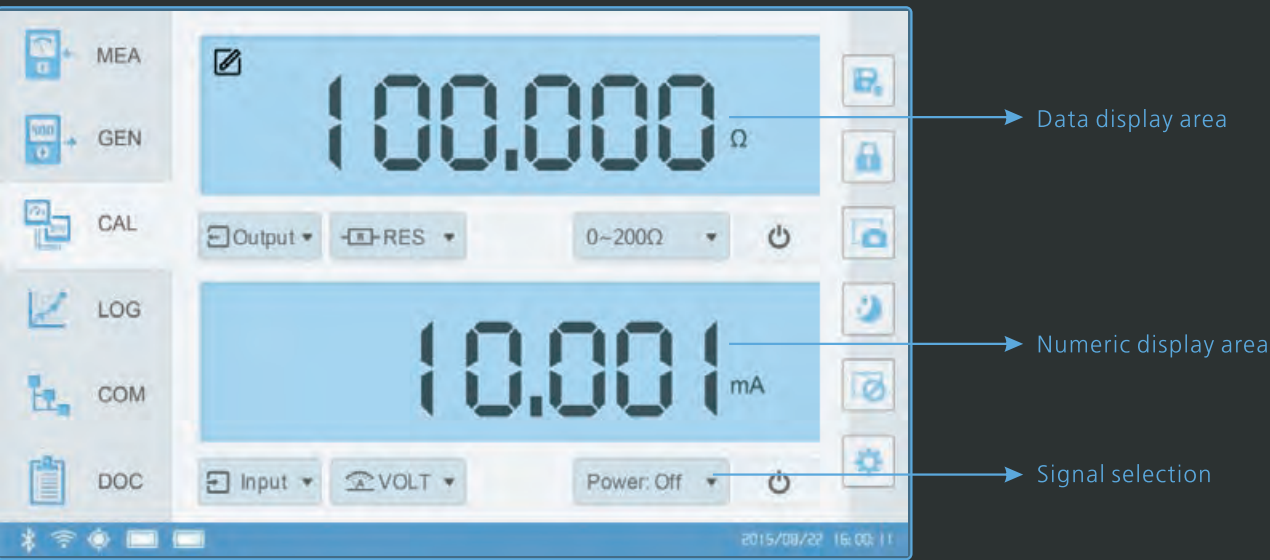 MEA
GEN
CAL
LOG
COM
DOC
100.000 Ω
Output RES 0~200Ω
10.001 mA
Input VOLT Power: Off
2015/09/22 16:00:11
Data display area
Numeric display area
Signal selection